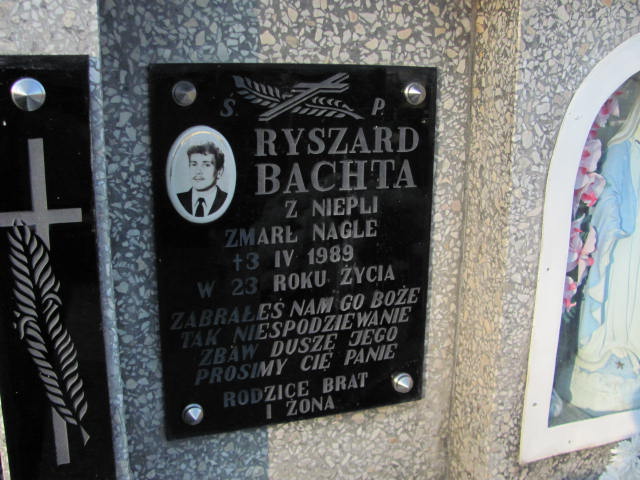 Ś. P.
RYSZARD
BACHTA
Z NIEPLI
ZMARŁ NAGLE
+3 IV 1989
W 23 ROKU ŻYCIA
ZABRAŁEŚ NAM GO BOŻE
TAK NIESPODZIEWANIE
ZBAW DUSZĘ JEGO
PROSIMY CIĘ PANIE
RODZICE BRAT
I ŻONA